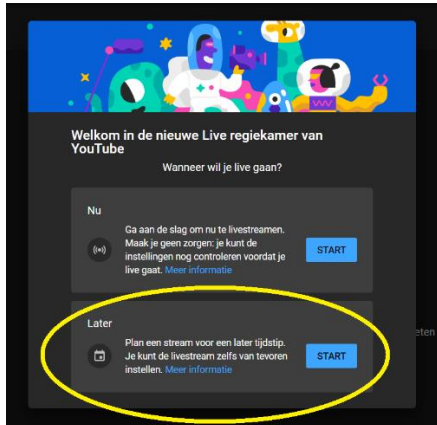 Welkom in de nieuwe Live regiekamer van
YouTube
Wanneer wil je live gaan?
Nu
Ga aan de slag om nu te livestreamen.
Maak je geen zorgen: je kunt de
instellingen nog controleren voordat je
live gaat. Meer informatie
START
Later
Plan een stream voor een later tijdstip.
Je kunt de livestream zelfs van tevoren
instellen. Meer informatie
START
eten